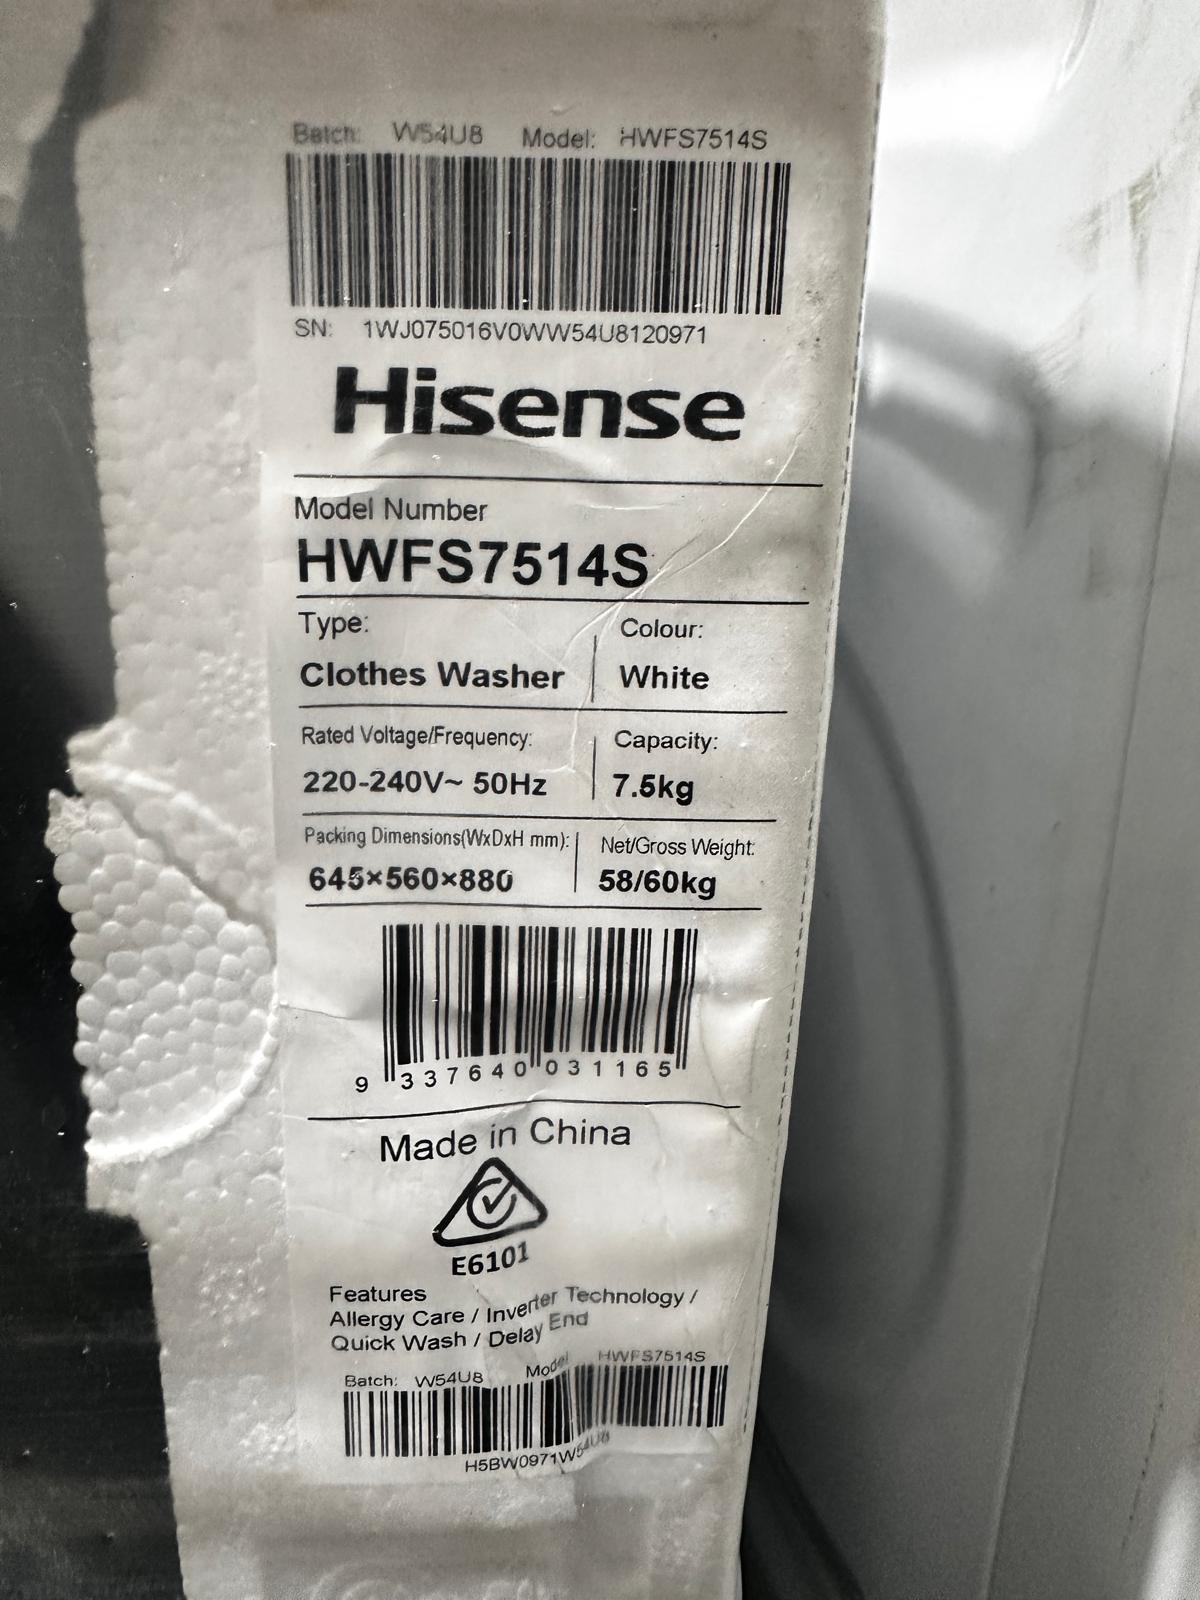 Batch: W54U8 Model: HWFS7514S
SN: 1WJ075016V0WW54U8120971
Hisense
Model Number
HWFS7514S
Type: Colour:
Clothes Washer White
Rated Voltage/Frequency: Capacity:
220-240V~ 50Hz 7.5kg
Packing Dimensions(WxDxH mm): Net/Gross Weight:
645×560×880 58/60kg
9 337640 031165
Made in China
E6101
Features
Allergy Care / Inverter Technology /
Quick Wash / Delay End
Batch: W54U8 Model HWFS7514S
H5BW0971W54U8